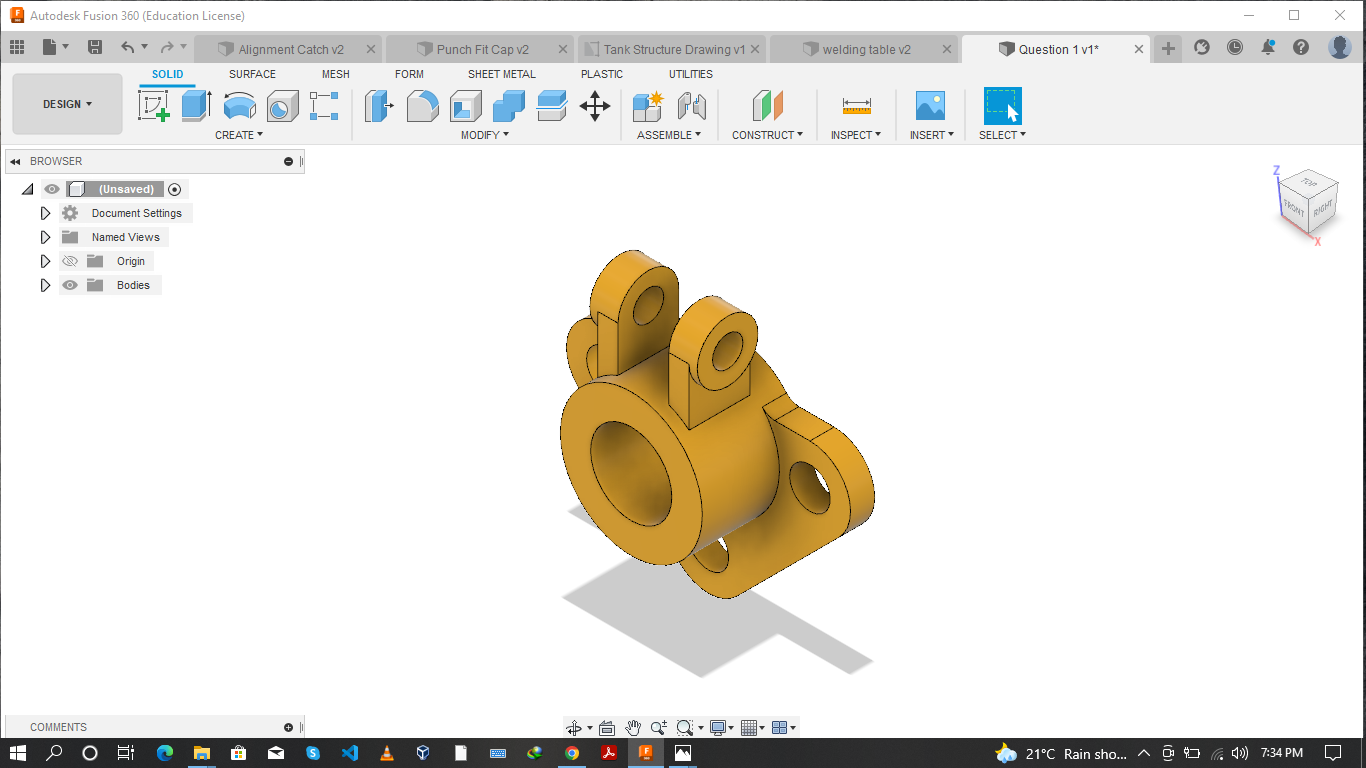 Autodesk Fusion 360 (Education License)
Alignment Catch v2
Punch Fit Cap v2
Tank Structure Drawing v1
welding table v2
Question 1 v1*
SOLID SURFACE MESH FORM SHEET METAL PLASTIC UTILITIES
DESIGN
CREATE MODIFY ASSEMBLE CONSTRUCT INSPECT INSERT SELECT
BROWSER
(Unsaved)
Document Settings
Named Views
Origin
Bodies
Z
TOP
FRONT
RIGHT
X
COMMENTS
21°C Rain sho... 7:34 PM